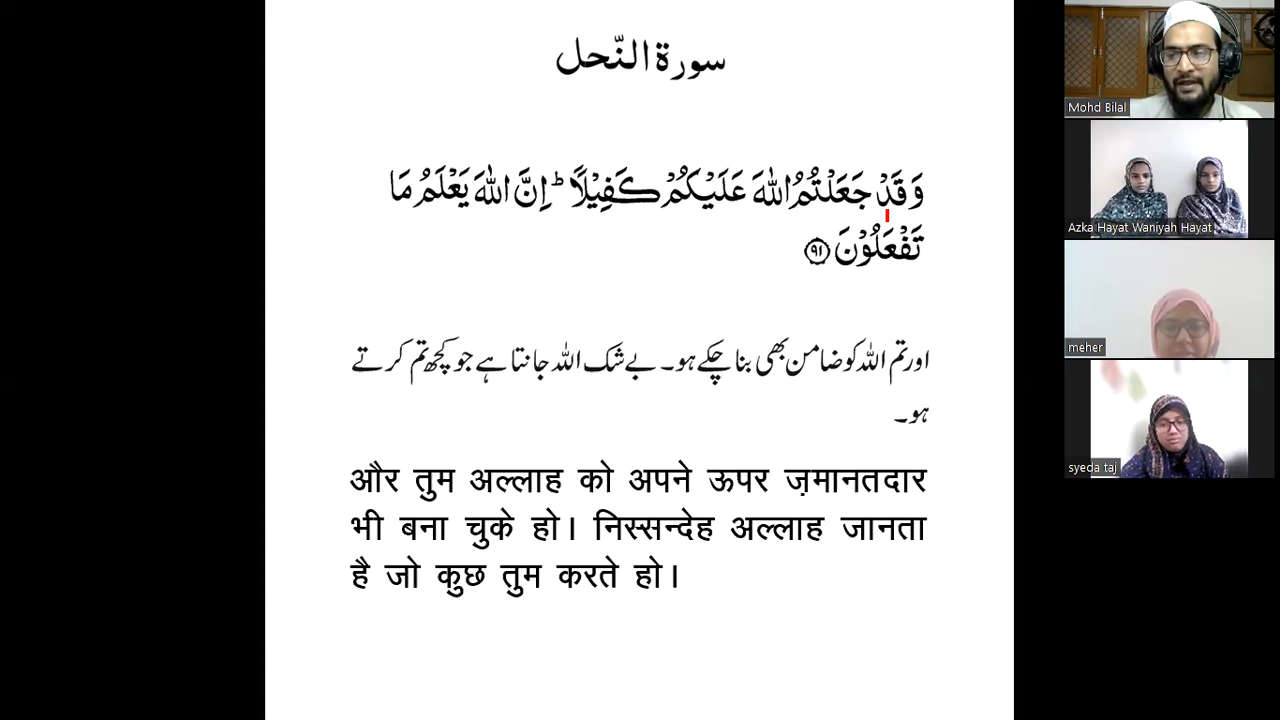 سورة النّحل
وَ قَدْ جَعَلْتُمُ اللّٰهَ عَلَيْكُمْ كَفِيْلًا ؕ اِنَّ اللّٰهَ يَعْلَمُ مَا
تَفْعَلُوْنَ ﴿۹۱﴾
اور تم اللہ کو ضامن بھی بنا چکے ہو۔ بے شک اللہ جانتا ہے جو کچھ تم کرتے
ہو۔
और तुम अल्लाह को अपने ऊपर ज़मानतदार
भी बना चुके हो। निस्सन्देह अल्लाह जानता
है जो कुछ तुम करते हो।
Mohd Bilal
Azka Hayat Waniyah Hayat
meher
syeda taj